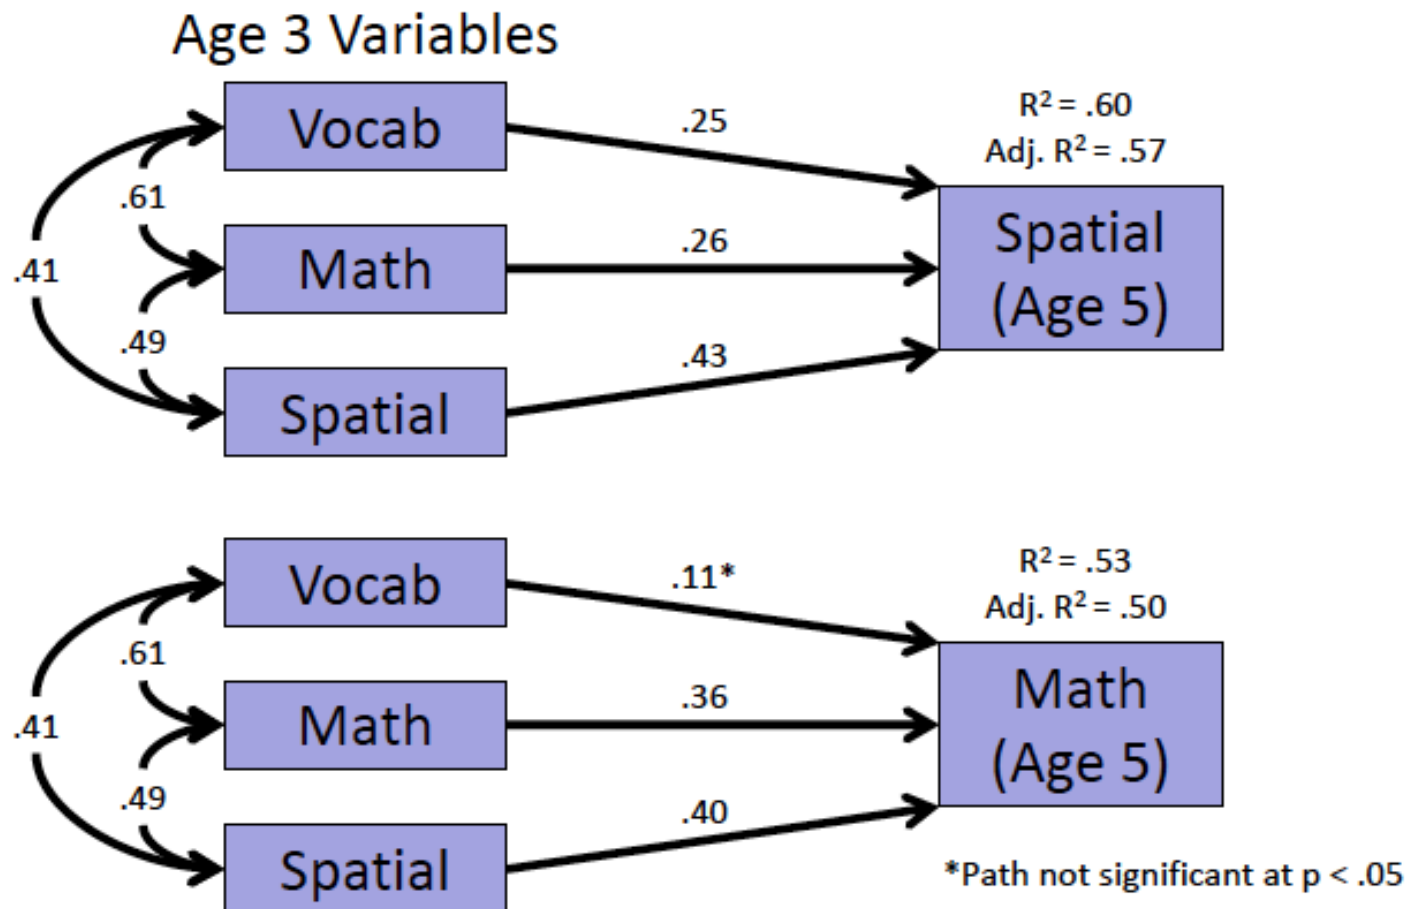 Age 3 Variables
Vocab
.25
R² = .60
Adj. R² = .57
.61
Math
.26
Spatial
(Age 5)
.41
.49
Spatial
.43
Vocab
.11*
R² = .53
Adj. R² = .50
.61
Math
.36
Math
(Age 5)
.41
.49
Spatial
.40
*Path not significant at p < .05